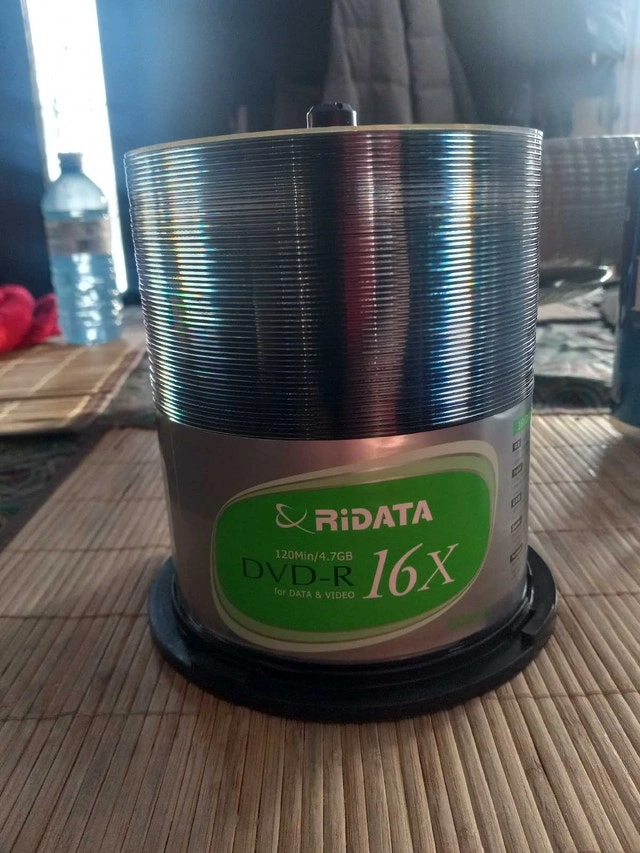 RiDATA
120Min/4.7GB
DVD-R 16X
for DATA & VIDEO